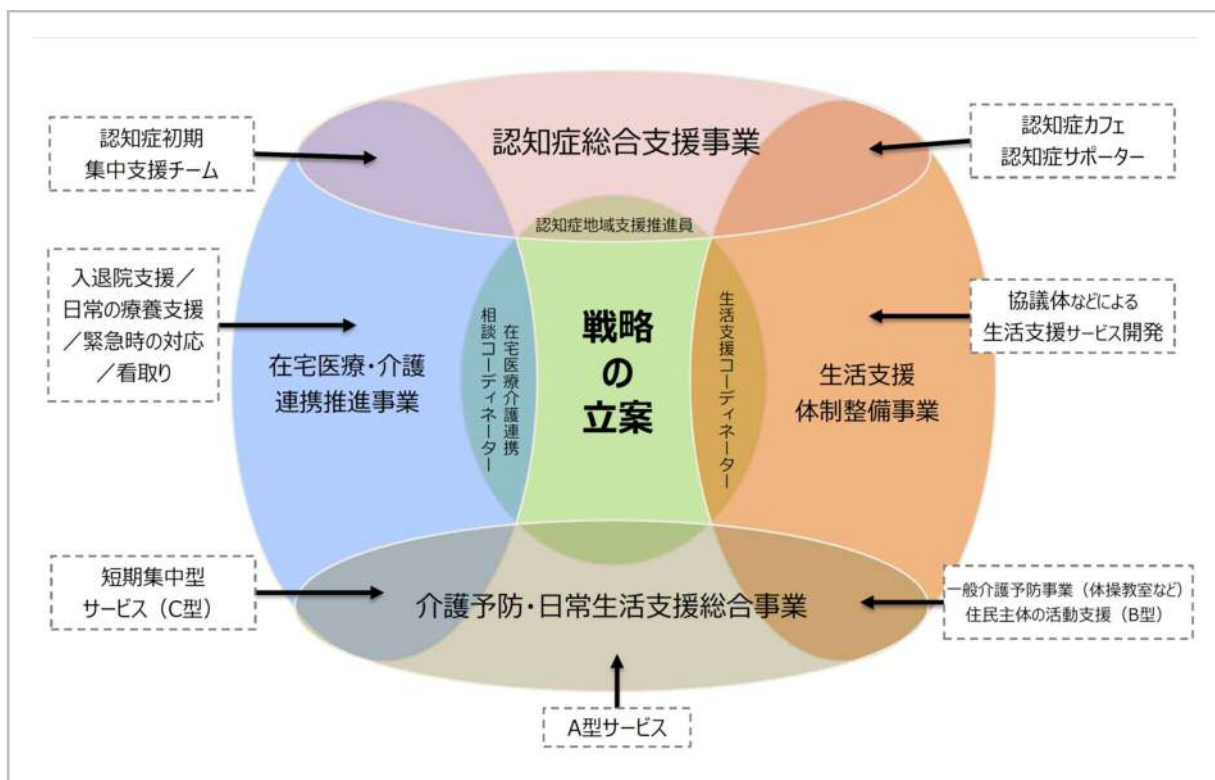 認知症初期
集中支援チーム
認知症総合支援事業
認知症カフェ
認知症サポーター
認知症地域支援推進員
入退院支援／
日常の療養支援
／緊急時の対応
／看取り
在宅医療・介護
連携推進事業
在宅医療介護連携
相談コーディネーター
戦略
の
立案
生活支援コーディネーター
協議体などによる
生活支援サービス開発
生活支援
体制整備事業
短期集中型
サービス（C型）
介護予防・日常生活支援総合事業
一般介護予防事業（体操教室など）
住民主体の活動支援（B型）
A型サービス